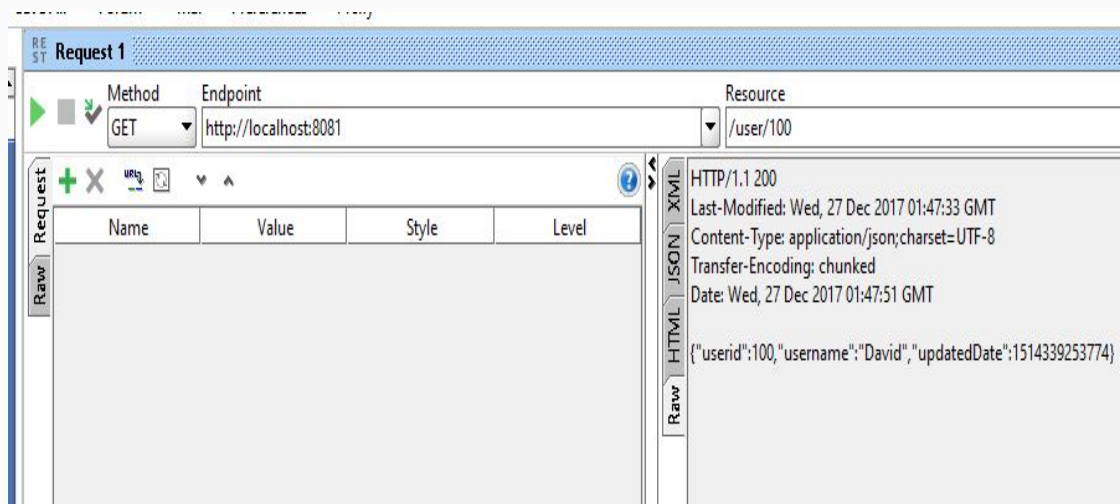 REST Request 1
Method Endpoint Resource
GET http://localhost:8081 /user/100
Request
Raw
Name Value Style Level
XML
JSON
HTML
Raw
HTTP/1.1 200
Last-Modified: Wed, 27 Dec 2017 01:47:33 GMT
Content-Type: application/json;charset=UTF-8
Transfer-Encoding: chunked
Date: Wed, 27 Dec 2017 01:47:51 GMT
{"userid":100,"username":"David","updatedDate":1514339253774}